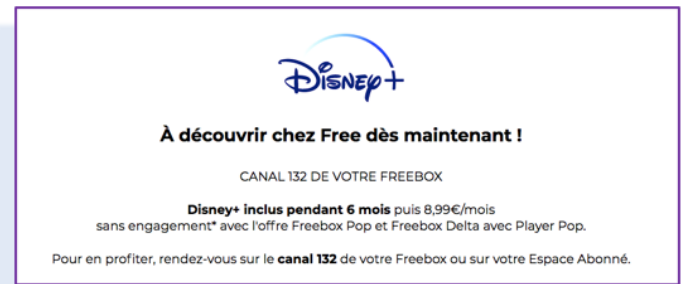 Disney+
À découvrir chez Free dès maintenant !
CANAL 132 DE VOTRE FREEBOX
Disney+ inclus pendant 6 mois puis 8,99€/mois
sans engagement* avec l'offre Freebox Pop et Freebox Delta avec Player Pop.
Pour en profiter, rendez-vous sur le canal 132 de votre Freebox ou sur votre Espace Abonné.